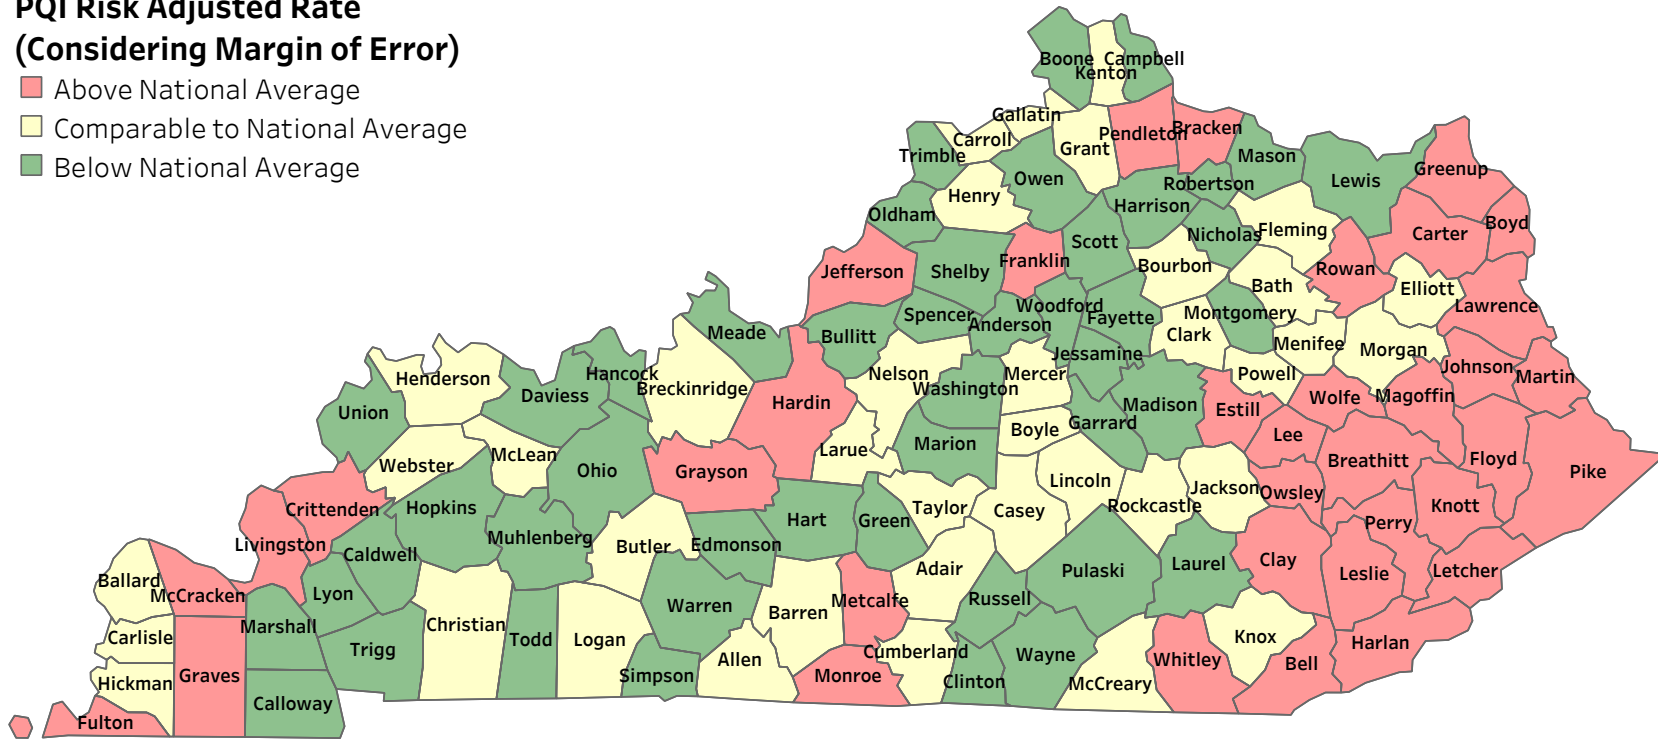 PQI Risk Adjusted Rate
(Considering Margin of Error)
Above National Average
Comparable to National Average
Below National Average
Boone
Campbell
Kenton
Gallatin
Carroll
Grant
Pendleton
Bracken
Trimble
Mason
Greenup
Owen
Robertson
Lewis
Henry
Harrison
Oldham
Nicholas
Fleming
Boyd
Scott
Carter
Jefferson
Shelby
Franklin
Bourbon
Rowan
Bath
Elliott
Woodford
Lawrence
Spencer
Anderson
Fayette
Montgomery
Meade
Bullitt
Clark
Menifee
Morgan
Jessamine
Henderson
Hancock
Breckinridge
Nelson
Washington
Mercer
Powell
Johnson
Martin
Daviess
Hardin
Madison
Wolfe
Magoffin
Union
Estill
Garrard
Boyle
Lee
Marion
Larue
McLean
Webster
Ohio
Grayson
Breathitt
Floyd
Pike
Lincoln
Jackson
Owsley
Crittenden
Hopkins
Taylor
Casey
Rockcastle
Knott
Hart
Green
Perry
Livingston
Caldwell
Muhlenberg
Butler
Edmonson
Clay
Laurel
Adair
Pulaski
Leslie
Letcher
Ballard
McCracken
Lyon
Warren
Metcalfe
Russell
Barren
Marshall
Christian
Carlisle
Todd
Logan
Knox
Harlan
Trigg
Cumberland
Wayne
Allen
Whitley
Bell
Hickman
Graves
Simpson
Monroe
Clinton
McCreary
Calloway
Fulton